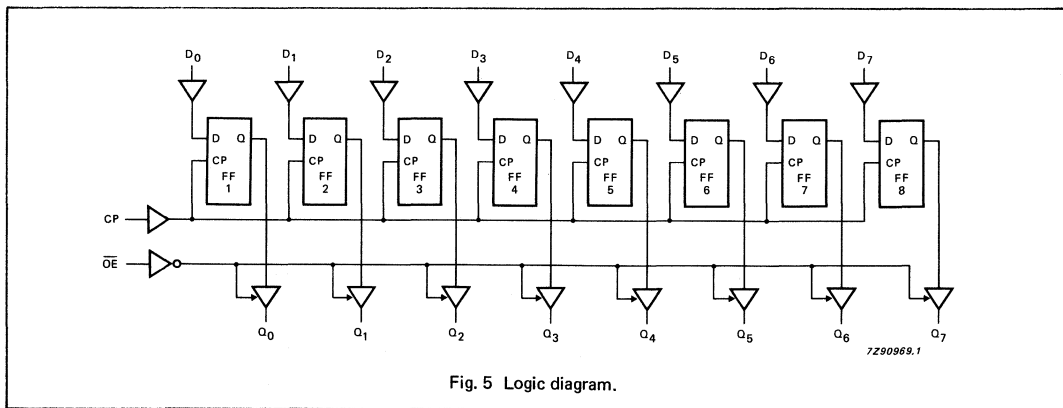 D0 D1 D2 D3 D4 D5 D6 D7
D Q D Q D Q D Q D Q D Q D Q D Q
CP CP CP CP CP CP CP CP
FF FF FF FF FF FF FF FF
1 2 3 4 5 6 7 8
CP
O̅E̅
Q0 Q1 Q2 Q3 Q4 Q5 Q6 Q7
7Z90969.1
Fig. 5 Logic diagram.